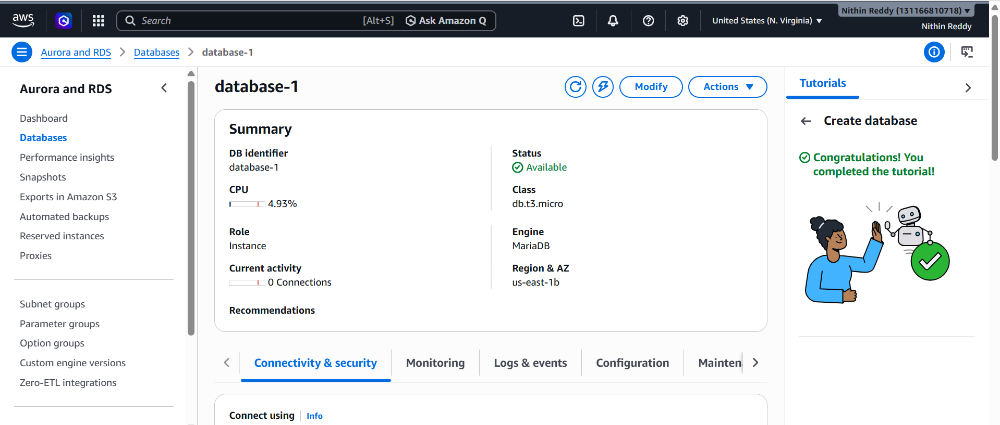 aws
Search
[Alt+S]
Ask Amazon Q
United States (N. Virginia)
Nithin Reddy (131166810718)
Nithin Reddy
Aurora and RDS
Databases
database-1
Aurora and RDS
Dashboard
Databases
Performance insights
Snapshots
Exports in Amazon S3
Automated backups
Reserved instances
Proxies
Subnet groups
Parameter groups
Option groups
Custom engine versions
Zero-ETL integrations
database-1
Modify
Actions
Summary
DB identifier
database-1
Status
Available
CPU
4.93%
Class
db.t3.micro
Role
Instance
Engine
MariaDB
Current activity
0 Connections
Region & AZ
us-east-1b
Recommendations
Connectivity & security
Monitoring
Logs & events
Configuration
Mainten
Connect using
Info
Tutorials
Create database
Congratulations! You
completed the tutorial!